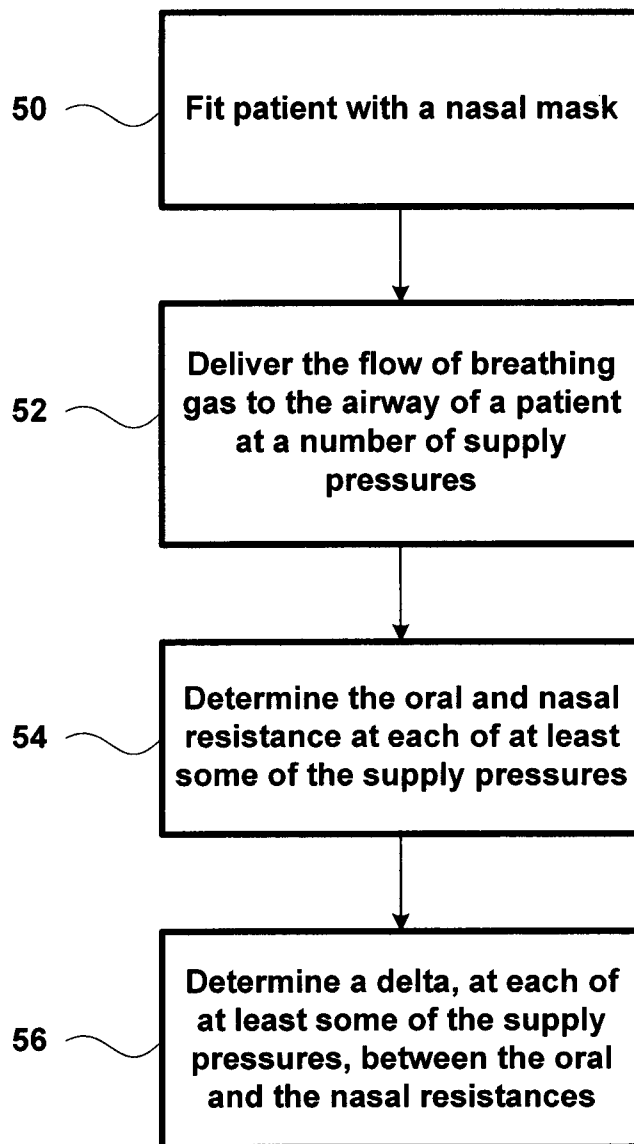 50
Fit patient with a nasal mask
52
Deliver the flow of breathing
gas to the airway of a patient
at a number of supply
pressures
54
Determine the oral and nasal
resistance at each of at least
some of the supply pressures
56
Determine a delta, at each of
at least some of the supply
pressures, between the oral
and the nasal resistances